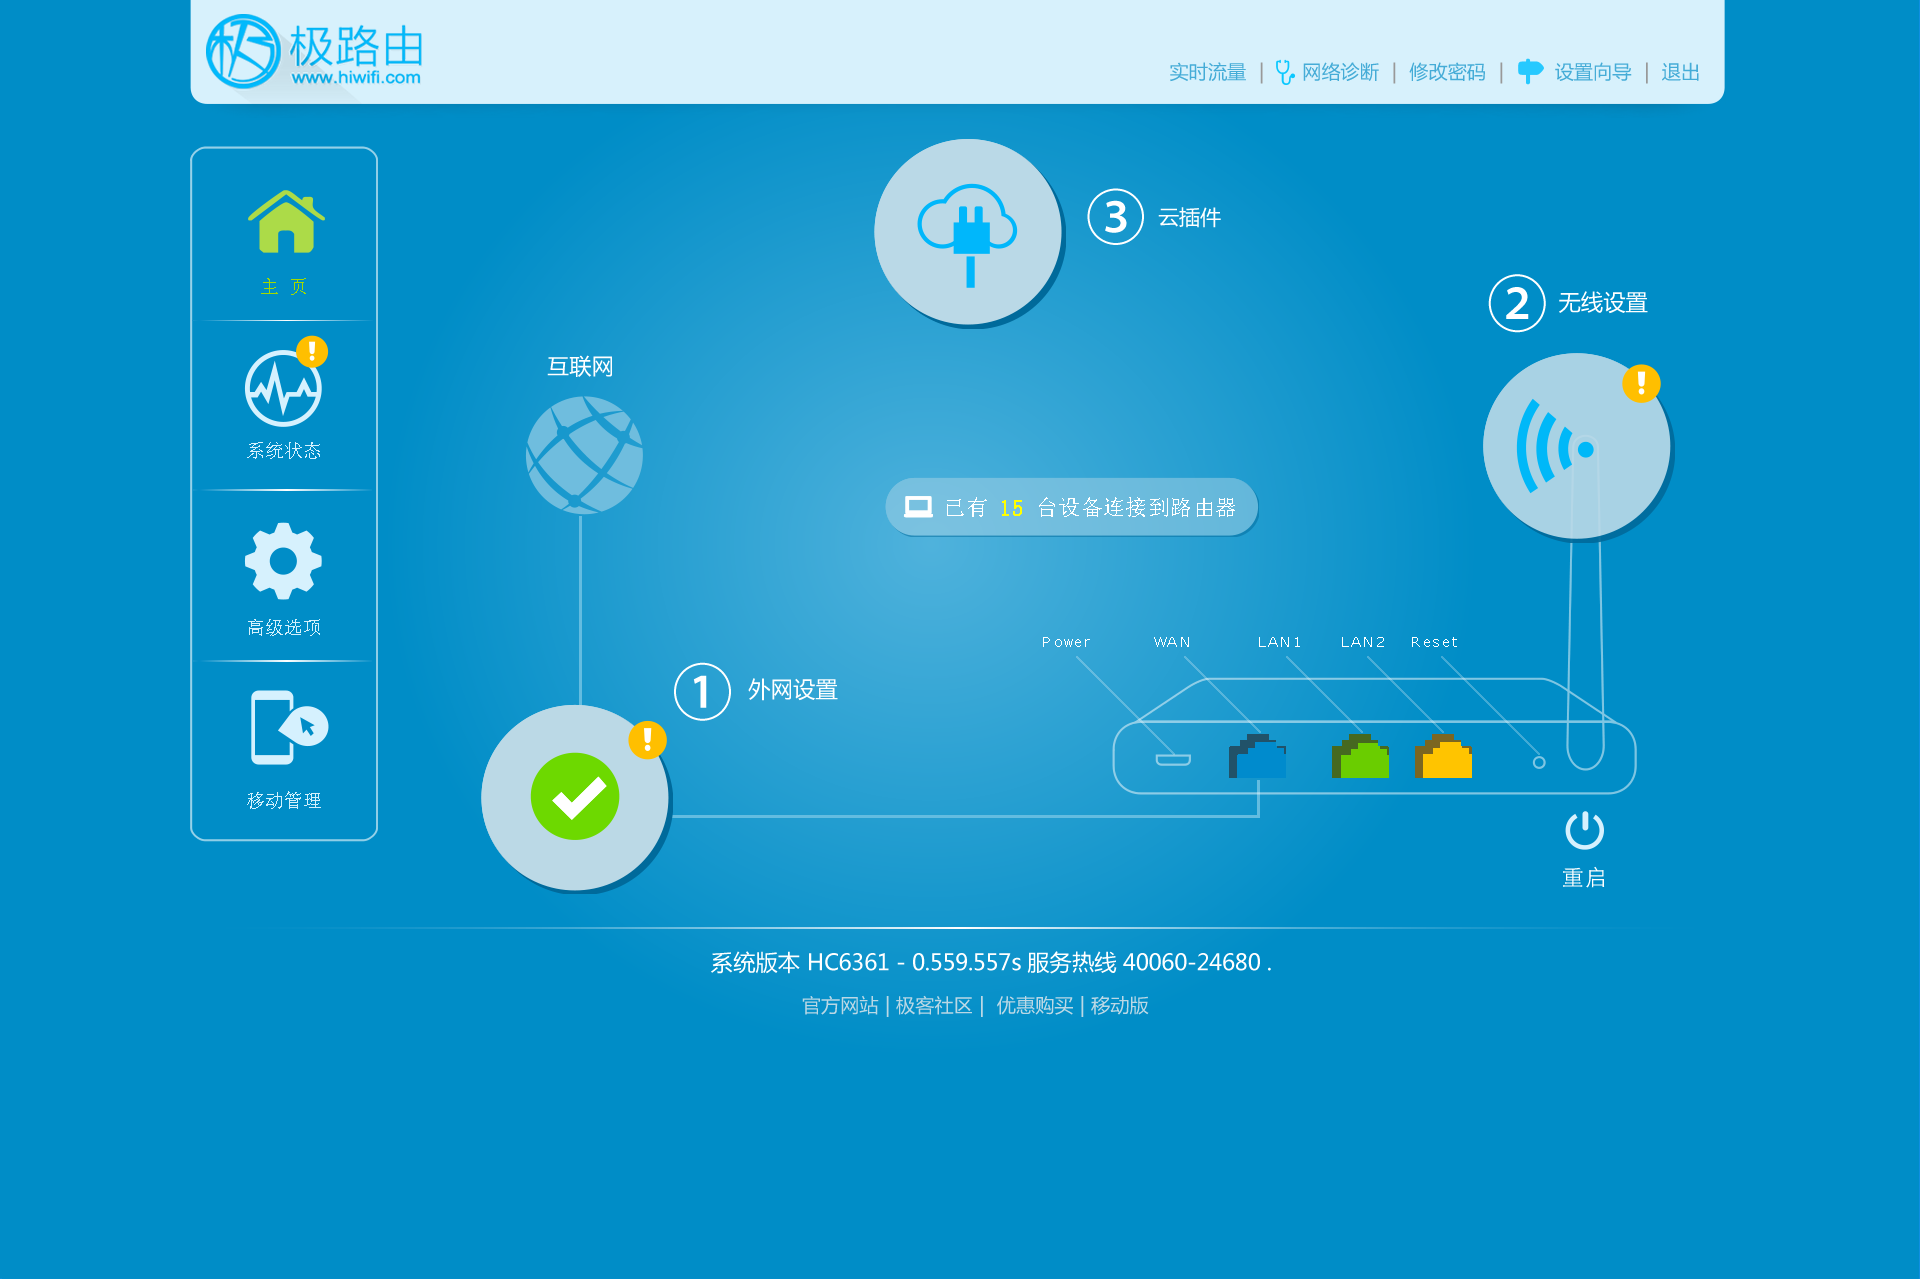 极路由
www.hiwifi.com
实时流量 | 网络诊断 | 修改密码 | 设置向导 | 退出
主 页
系统状态
高级选项
移动管理
3 云插件
2 无线设置
互联网
已有 15 台设备连接到路由器
Power WAN LAN1 LAN2 Reset
1 外网设置
重启
系统版本 HC6361 - 0.559.557s 服务热线 40060-24680 .
官方网站 | 极客社区 | 优惠购买 | 移动版